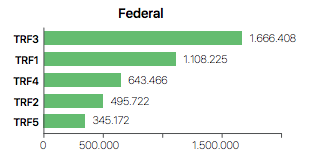 Federal
TRF3 1.666.408
TRF1 1.108.225
TRF4 643.466
TRF2 495.722
TRF5 345.172
0 500.000 1.500.000